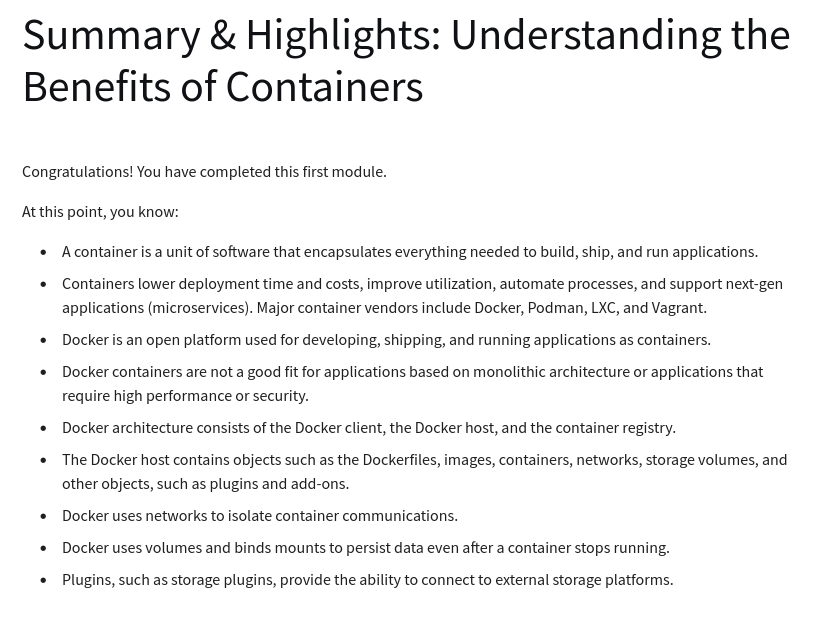 Summary & Highlights: Understanding the
Benefits of Containers
Congratulations! You have completed this first module.
At this point, you know:
• A container is a unit of software that encapsulates everything needed to build, ship, and run applications.
• Containers lower deployment time and costs, improve utilization, automate processes, and support next-gen
applications (microservices). Major container vendors include Docker, Podman, LXC, and Vagrant.
• Docker is an open platform used for developing, shipping, and running applications as containers.
• Docker containers are not a good fit for applications based on monolithic architecture or applications that
require high performance or security.
• Docker architecture consists of the Docker client, the Docker host, and the container registry.
• The Docker host contains objects such as the Dockerfiles, images, containers, networks, storage volumes, and
other objects, such as plugins and add-ons.
• Docker uses networks to isolate container communications.
• Docker uses volumes and binds mounts to persist data even after a container stops running.
• Plugins, such as storage plugins, provide the ability to connect to external storage platforms.